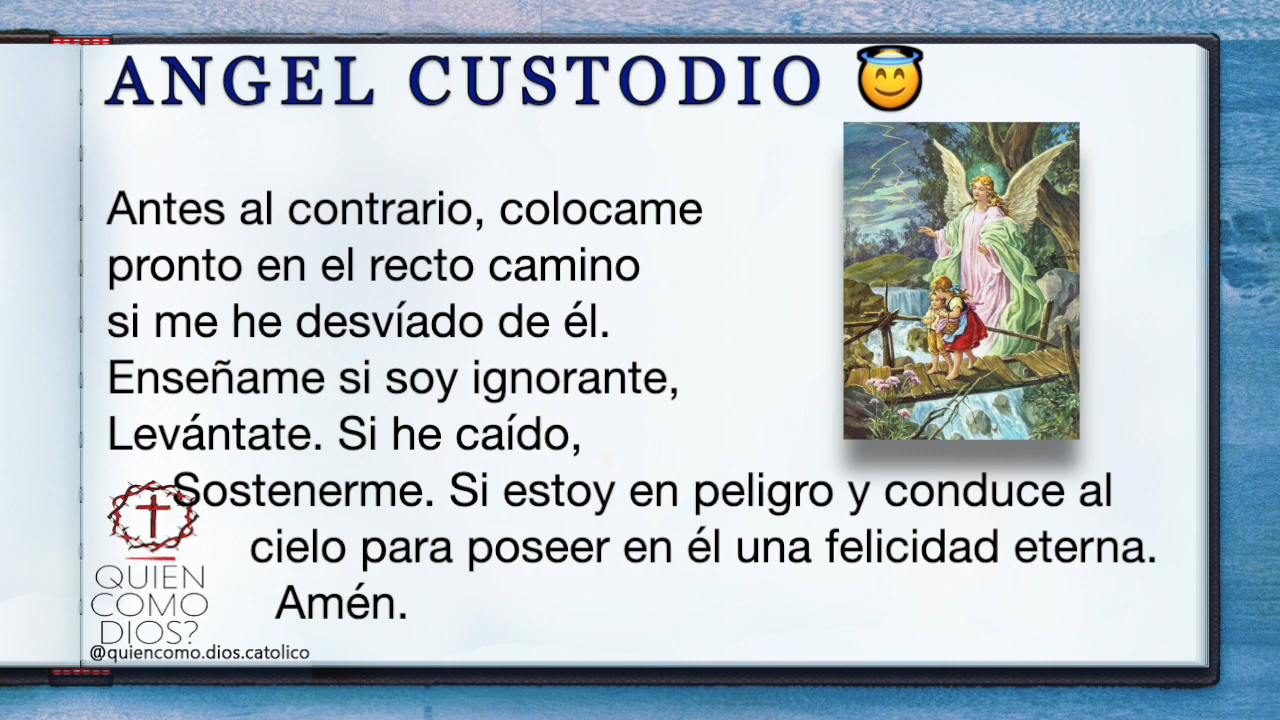 ANGEL CUSTODIO
Antes al contrario, colocame
pronto en el recto camino
si me he desvíado de él.
Enseñame si soy ignorante,
Levántate. Si he caído,
Sostenerme. Si estoy en peligro y conduce al
cielo para poseer en él una felicidad eterna.
Amén.
QUIEN
COMO
DIOS?
@quiencomo.dios.catolico